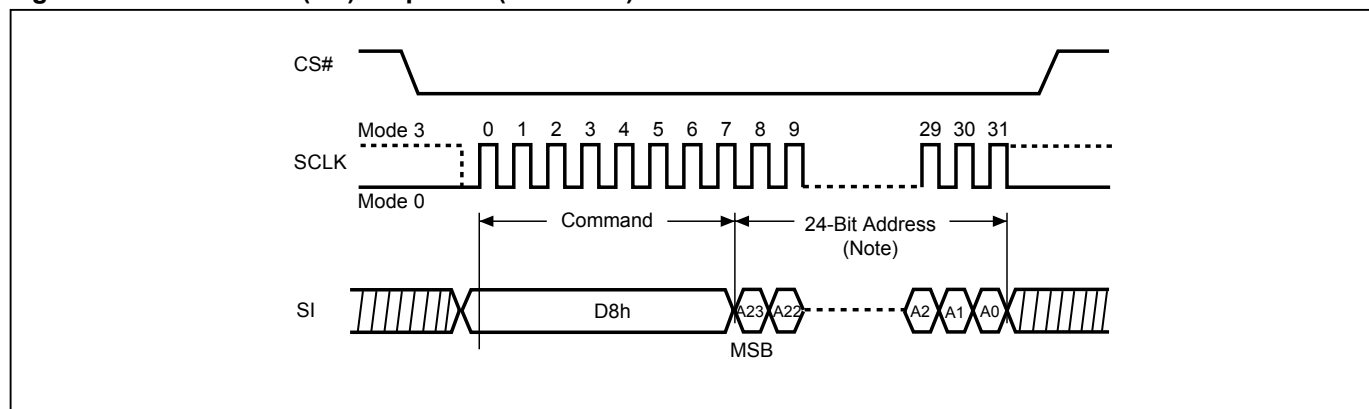 CS#
Mode 3
0 1 2 3 4 5 6 7 8 9 29 30 31
SCLK
Mode 0
Command
24-Bit Address
(Note)
SI
D8h
A23 A22 A2 A1 A0
MSB